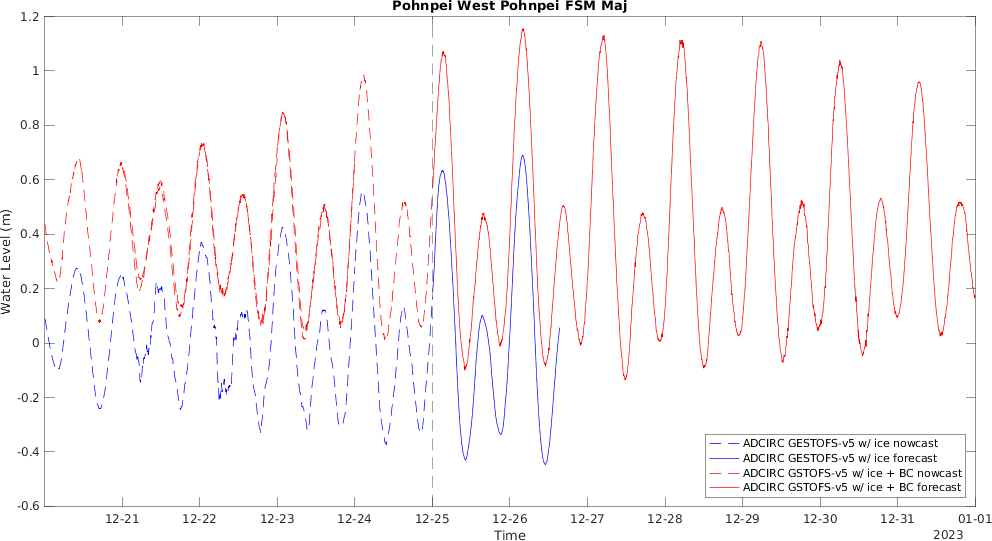 Pohnpei West Pohnpei FSM Maj
1.2
1
0.8
0.6
0.4
0.2
0
-0.2
-0.4
-0.6
Water Level (m)
ADCIRC GESTOFS-v5 w/ ice nowcast
ADCIRC GESTOFS-v5 w/ ice forecast
ADCIRC GSTOFS-v5 w/ ice + BC nowcast
ADCIRC GSTOFS-v5 w/ ice + BC forecast
12-21 12-22 12-23 12-24 12-25 12-26 12-27 12-28 12-29 12-30 12-31 01-01
Time
2023